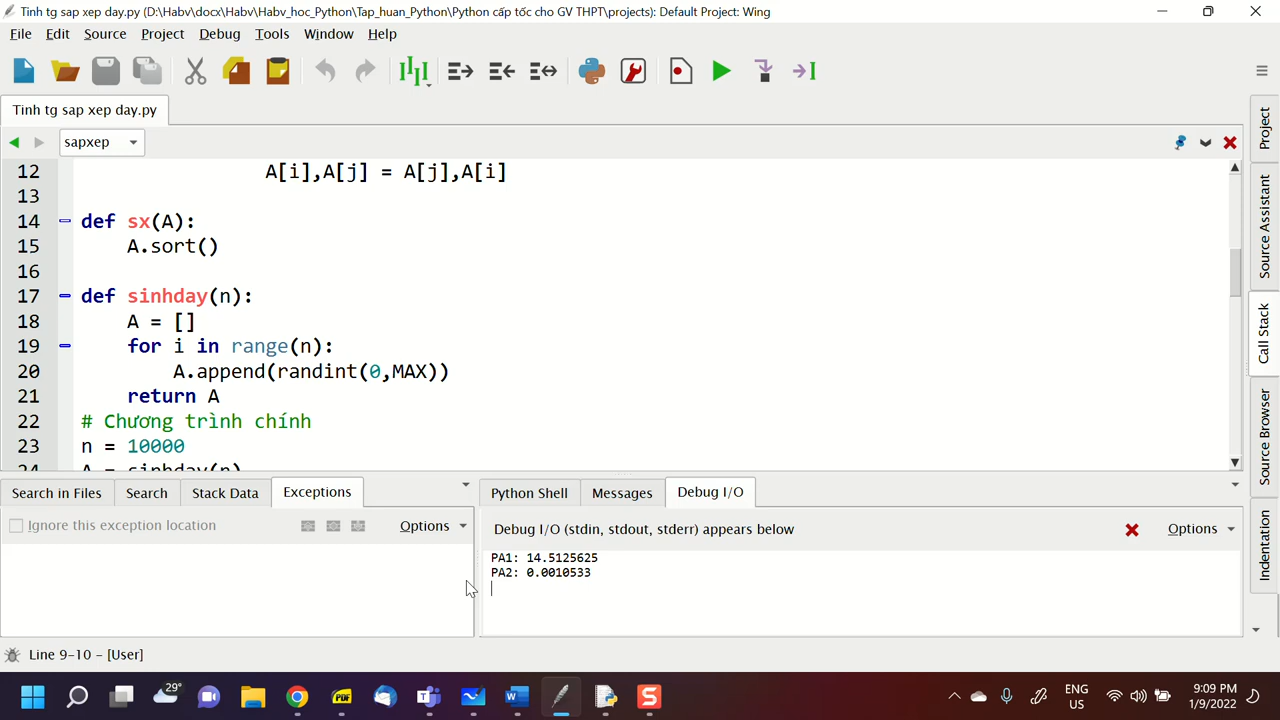 Tinh tg sap xep day.py (D:\Habv\docx\Habv\Habv_hoc_Python\Tap_huan_Python\Python cấp tốc cho GV THPT\projects): Default Project: Wing
File Edit Source Project Debug Tools Window Help
Tinh tg sap xep day.py
sapxep
12 A[i],A[j] = A[j],A[i]
13
14 def sx(A):
15 A.sort()
16
17 def sinhday(n):
18 A = []
19 for i in range(n):
20 A.append(randint(0,MAX))
21 return A
22 # Chương trình chính
23 n = 10000
24 A = sinhday(n)
Project
Source Assistant
Call Stack
Source Browser
Indentation
Search in Files Search Stack Data Exceptions
Ignore this exception location Options
Python Shell Messages Debug I/O
Debug I/O (stdin, stdout, stderr) appears below Options
PA1: 14.5125625
PA2: 0.0010533
Line 9-10 - [User]
29°
PDF
ENG
US
9:09 PM
1/9/2022